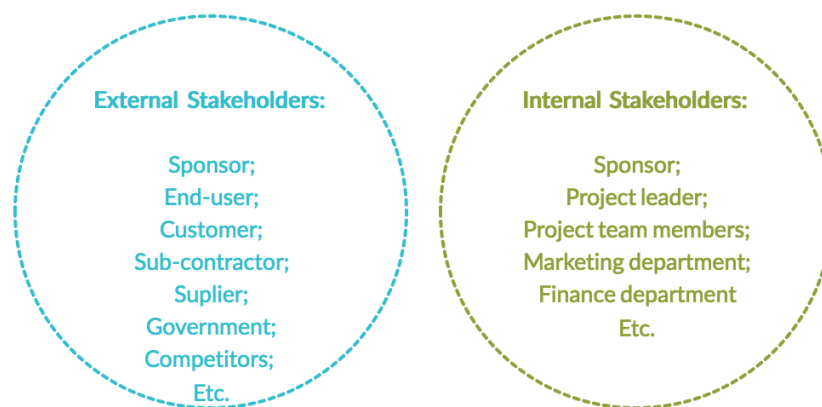 External Stakeholders:
Sponsor;
End-user;
Customer;
Sub-contractor;
Suplier;
Government;
Competitors;
Etc.
Internal Stakeholders:
Sponsor;
Project leader;
Project team members;
Marketing department;
Finance department
Etc.